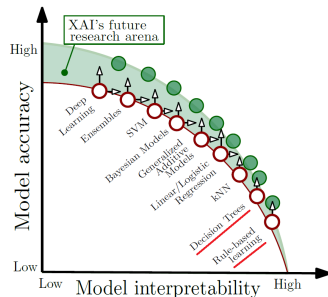 XAI's future
research arena
High
Deep
Learning
Ensembles
SVM
Bayesian Models
Generalized
Additive
Models
Linear/Logistic
Regression
kNN
Decision Trees
Rule-based
learning
Model accuracy
Low
Low
High
Model interpretability